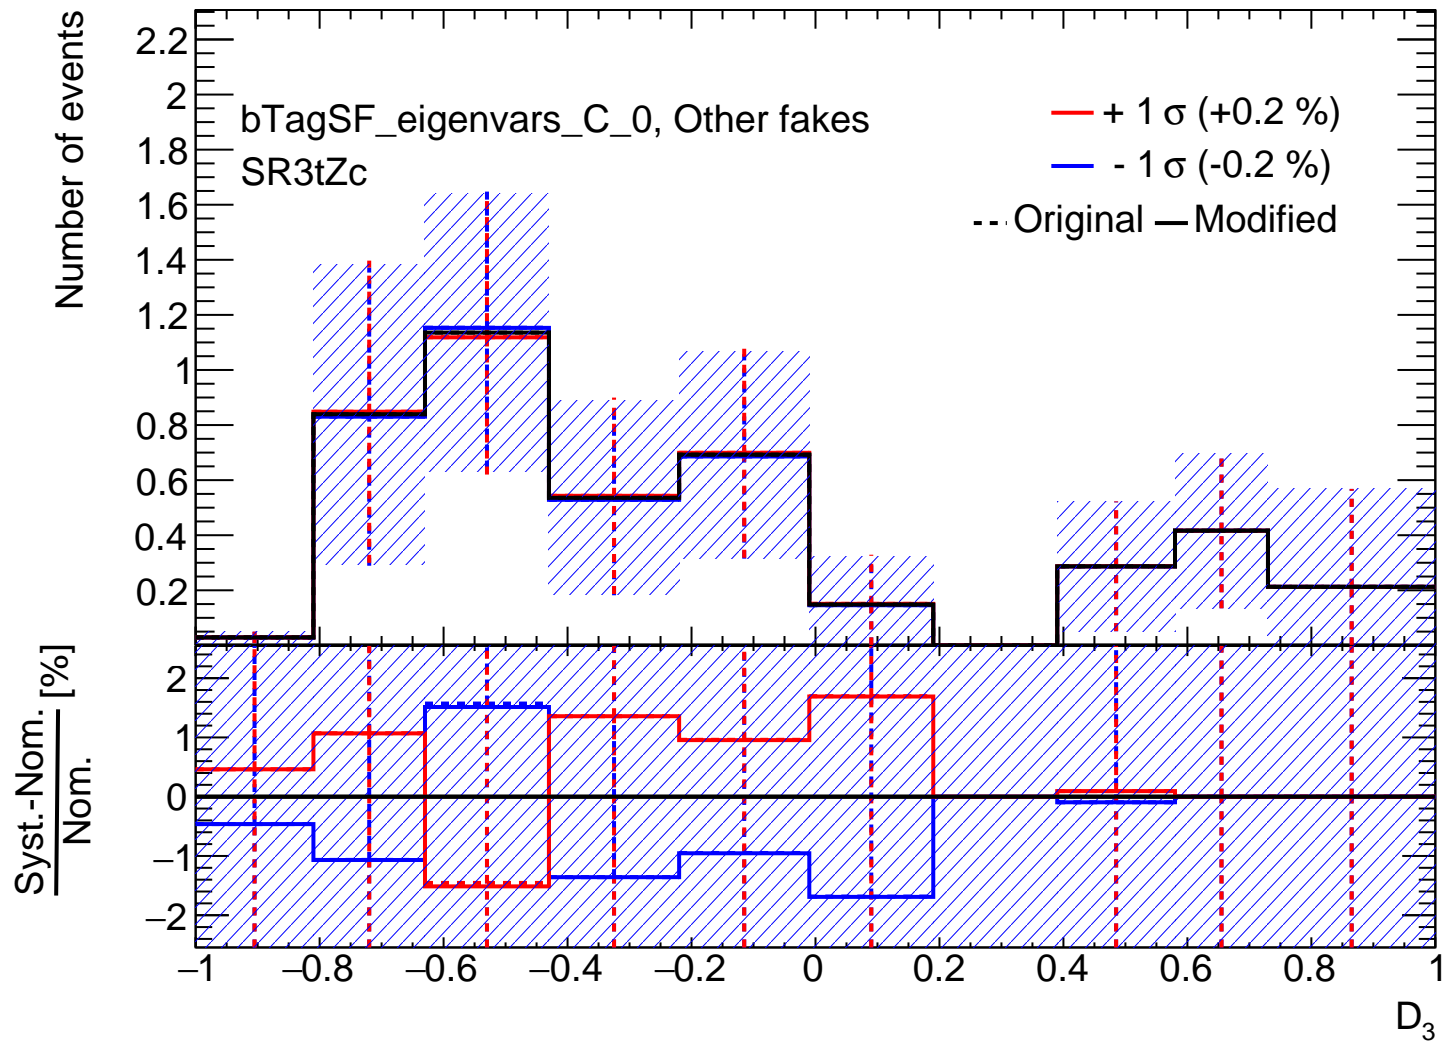 Number of events
2.2
2
1.8
1.6
1.4
1.2
1
0.8
0.6
0.4
0.2
bTagSF_eigenvars_C_0, Other fakes
SR3tZc
+ 1 σ (+0.2 %)
- 1 σ (-0.2 %)
Original
Modified
Syst.-Nom.
Nom.
[%]
2
1
0
−1
−2
−1 −0.8 −0.6 −0.4 −0.2 0 0.2 0.4 0.6 0.8 1
D3